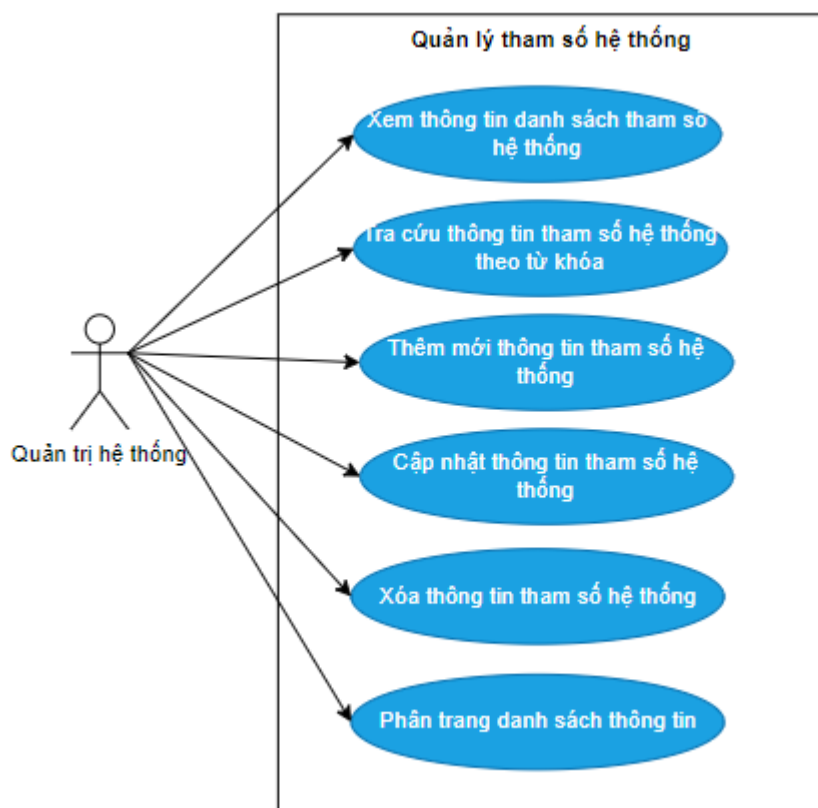 Quản lý tham số hệ thống
Xem thông tin danh sách tham số
hệ thống
Tra cứu thông tin tham số hệ thống
theo từ khóa
Thêm mới thông tin tham số hệ
thống
Cập nhật thông tin tham số hệ
thống
Quản trị hệ thống
Xóa thông tin tham số hệ thống
Phân trang danh sách thông tin